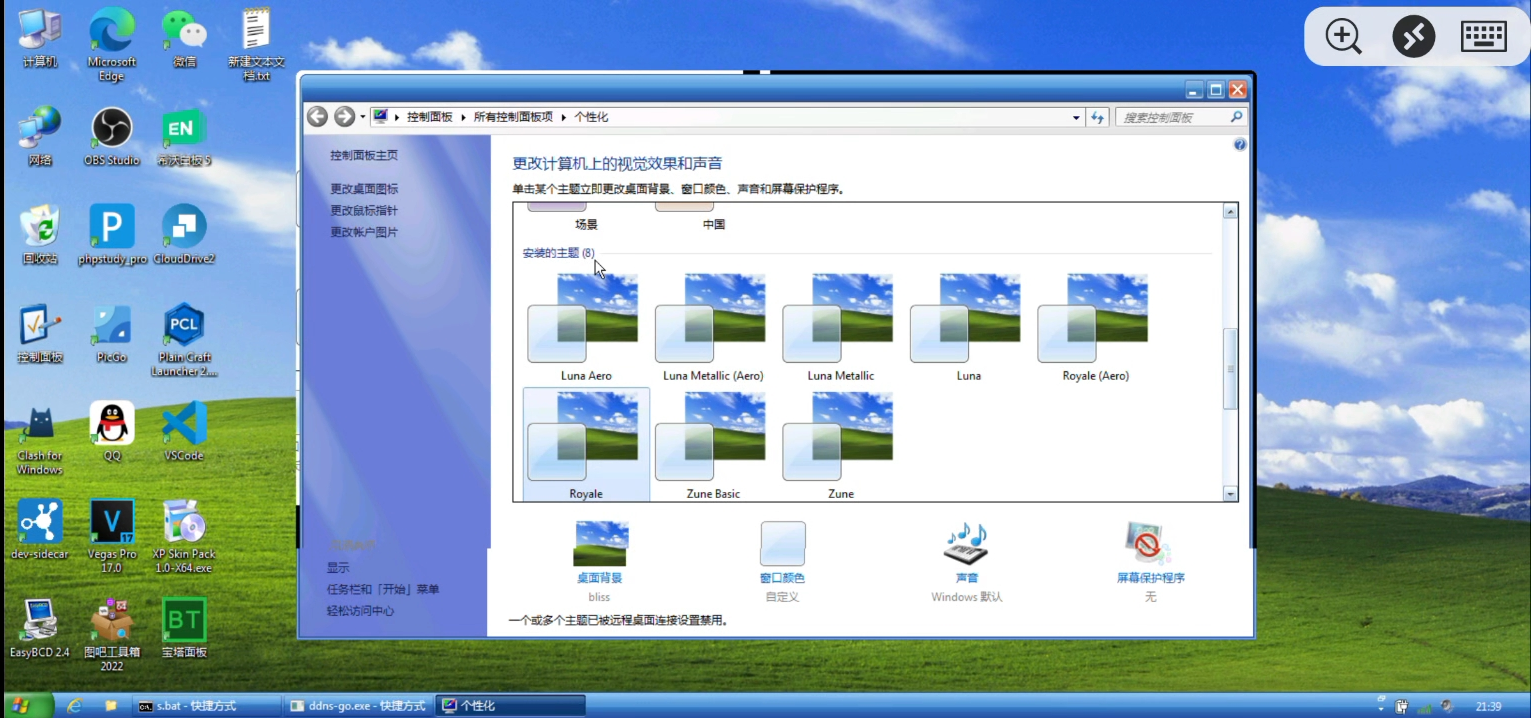 计算机
Microsoft
Edge
微信
新建文本文
档.txt
网络
OBS Studio
EN
希沃白板 5
回收站
P
phpstudy_pro
CloudDrive2
控制面板
PicGo
PCL
Plain Craft
Launcher 2....
Clash for
Windows
QQ
VSCode
dev-sidecar
V
17
Vegas Pro
17.0
XP Skin Pack
1.0-X64.exe
EasyBCD 2.4
图吧工具箱
2022
BT
宝塔面板
控制面板
所有控制面板项
个性化
搜索控制面板
控制面板主页
更改桌面图标
更改鼠标指针
更改帐户图片
显示
任务栏和「开始」菜单
轻松访问中心
更改计算机上的视觉效果和声音
单击某个主题立即更改桌面背景、窗口颜色、声音和屏幕保护程序。
场景
中国
安装的主题 (8)
Luna Aero
Luna Metallic (Aero)
Luna Metallic
Luna
Royale (Aero)
Royale
Zune Basic
Zune
桌面背景
bliss
窗口颜色
自定义
声音
Windows 默认
屏幕保护程序
无
一个或多个主题已被远程桌面连接设置禁用。
s.bat - 快捷方式
ddns-go.exe - 快捷方式
个性化
21:39